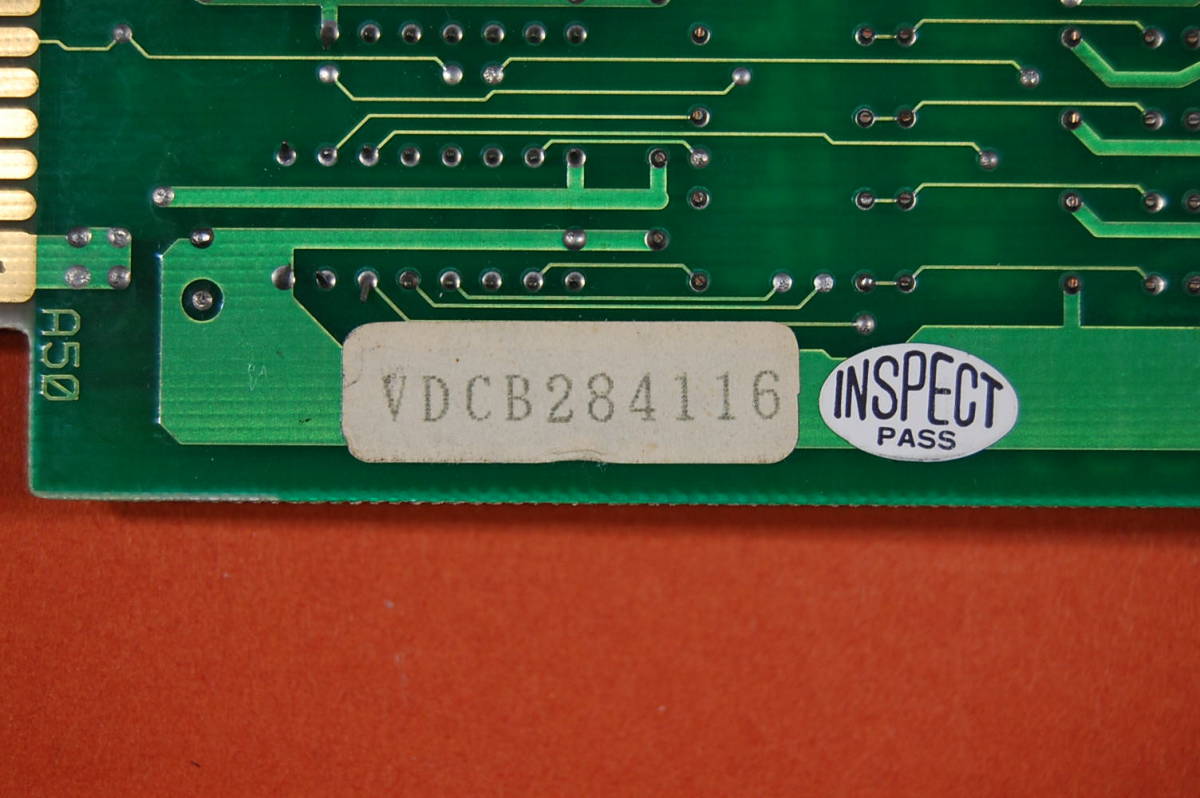 A50
VDCB284116
INSPECT
PASS